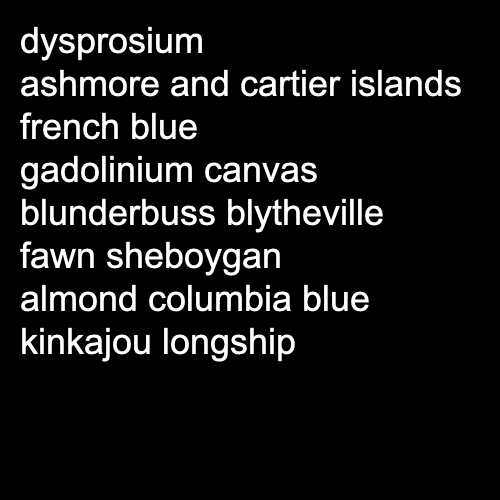 dysprosium
ashmore and cartier islands
french blue
gadolinium canvas
blunderbuss blytheville
fawn sheboygan
almond columbia blue
kinkajou longship